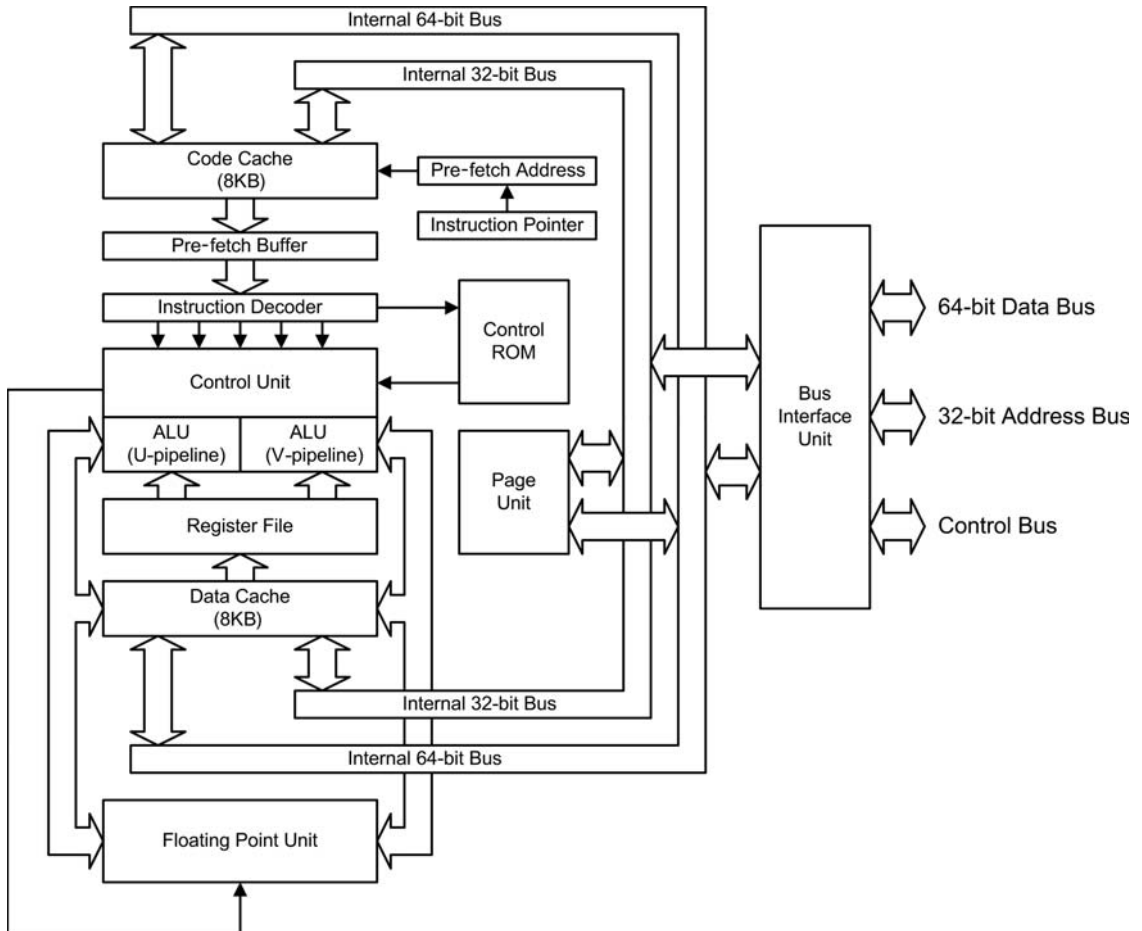 Internal 64-bit Bus
Internal 32-bit Bus
Code Cache
(8KB)
Pre-fetch Address
Instruction Pointer
Pre-fetch Buffer
Instruction Decoder
Control
ROM
Control Unit
ALU
(U-pipeline)
ALU
(V-pipeline)
Register File
Data Cache
(8KB)
Page
Unit
Bus
Interface
Unit
64-bit Data Bus
32-bit Address Bus
Control Bus
Internal 32-bit Bus
Internal 64-bit Bus
Floating Point Unit